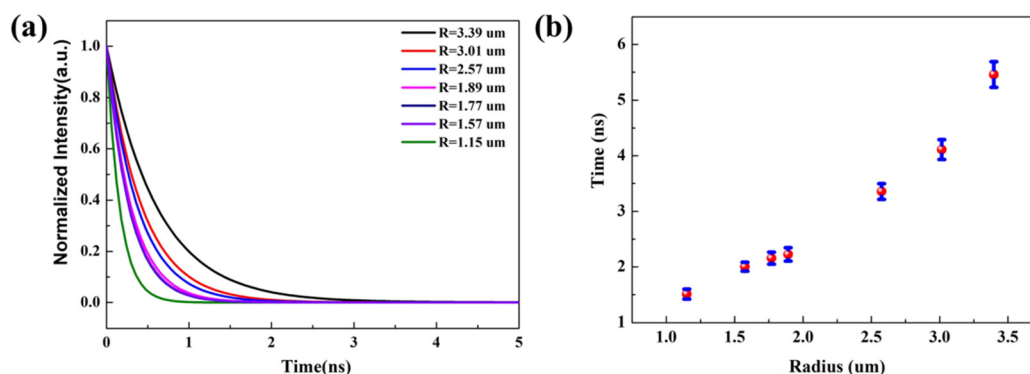 (a)
Normalized Intensity(a.u.)
1.0
0.8
0.6
0.4
0.2
0.0
R=3.39 um
R=3.01 um
R=2.57 um
R=1.89 um
R=1.77 um
R=1.57 um
R=1.15 um
0 1 2 3 4 5
Time(ns)
(b)
Time (ns)
6
5
4
3
2
1
1.0 1.5 2.0 2.5 3.0 3.5
Radius (um)